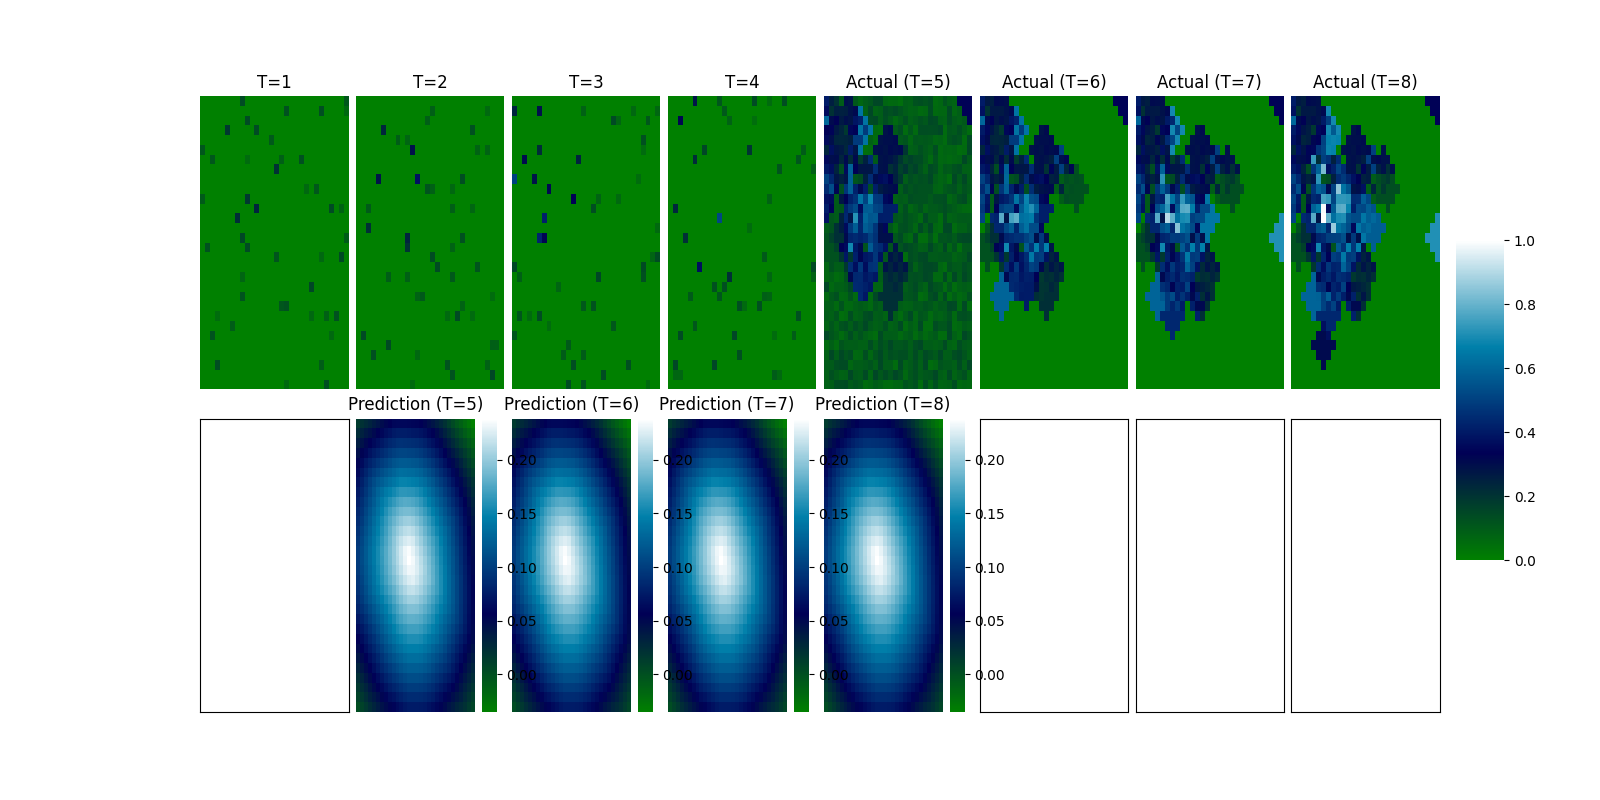 T=1
T=2
T=3
T=4
Actual (T=5)
Actual (T=6)
Actual (T=7)
Actual (T=8)
1.0
0.8
0.6
0.4
0.2
0.0
Prediction (T=5)
Prediction (T=6)
Prediction (T=7)
Prediction (T=8)
0.20
0.15
0.10
0.05
0.00
0.20
0.15
0.10
0.05
0.00
0.20
0.15
0.10
0.05
0.00
0.20
0.15
0.10
0.05
0.00